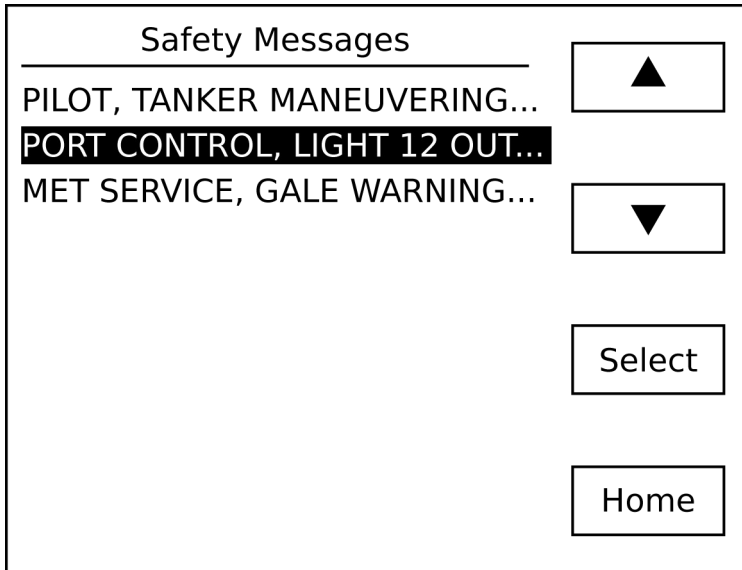 Safety Messages
PILOT, TANKER MANEUVERING...
PORT CONTROL, LIGHT 12 OUT...
MET SERVICE, GALE WARNING...
▲
▼
Select
Home